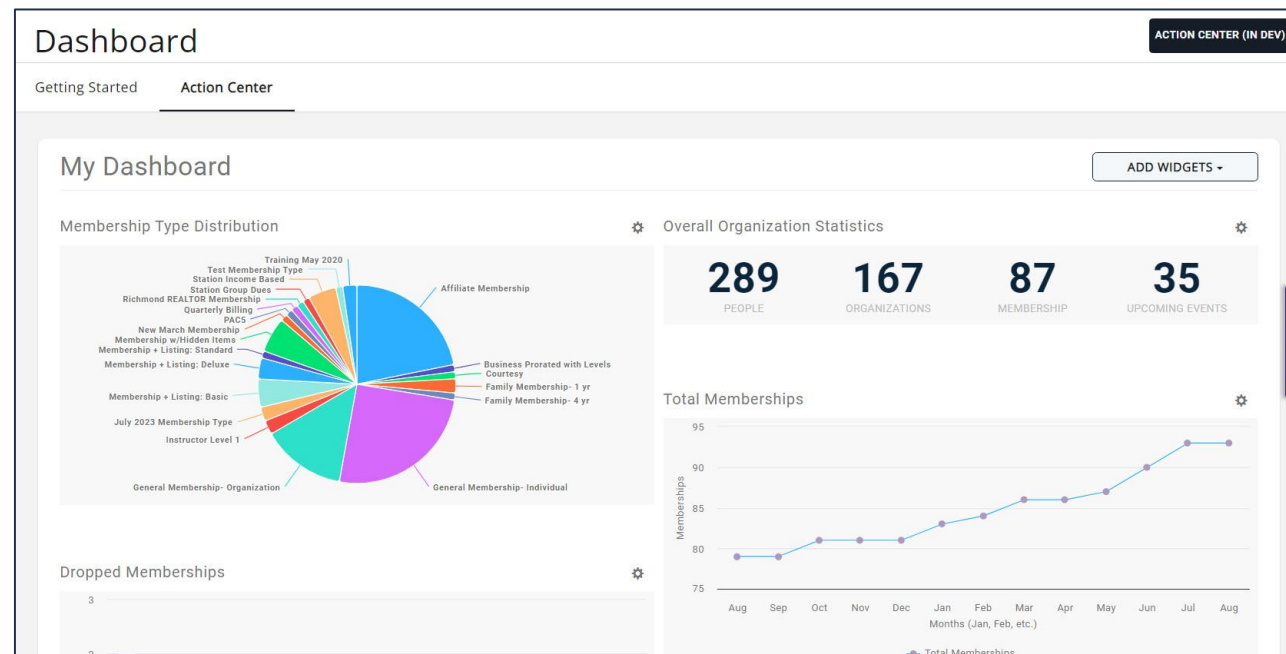 Dashboard
ACTION CENTER (IN DEV)
Getting Started
Action Center
My Dashboard
ADD WIDGETS
Membership Type Distribution
Training May 2020
Test Membership Type
Station Income Based
Station Group Dues
Richmond REALTOR Membership
Quarterly Billing
PAC5
New March Membership
Membership w/Hidden Items
Membership + Listing: Standard
Membership + Listing: Deluxe
Membership + Listing: Basic
July 2023 Membership Type
Instructor Level 1
General Membership- Organization
Affiliate Membership
Business Prorated with Levels
Courtesy
Family Membership- 1 yr
Family Membership- 4 yr
General Membership- Individual
Overall Organization Statistics
289 167 87 35
PEOPLE ORGANIZATIONS MEMBERSHIP UPCOMING EVENTS
Total Memberships
95
90
85
80
75
Memberships
Aug Sep Oct Nov Dec Jan Feb Mar Apr May Jun Jul Aug
Months (Jan, Feb, etc.)
Total Memberships
Dropped Memberships
3